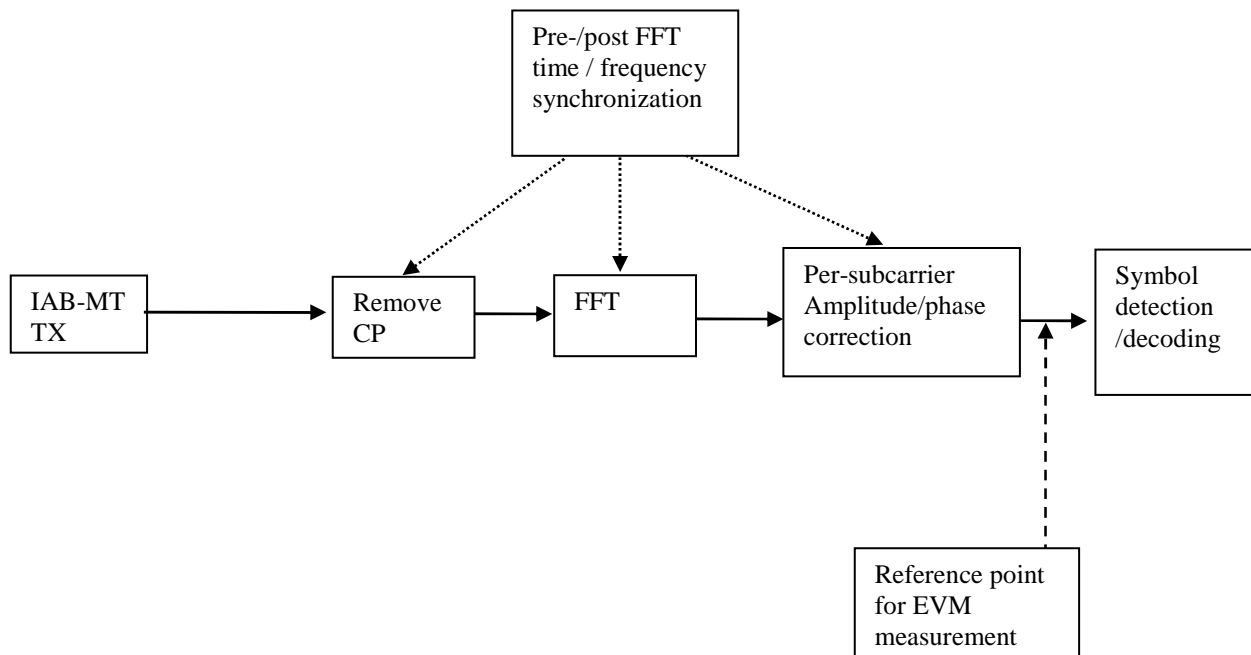 Pre-/post FFT
time / frequency
synchronization
IAB-MT
TX
Remove
CP
FFT
Per-subcarrier
Amplitude/phase
correction
Symbol
detection
/decoding
Reference point
for EVM
measurement